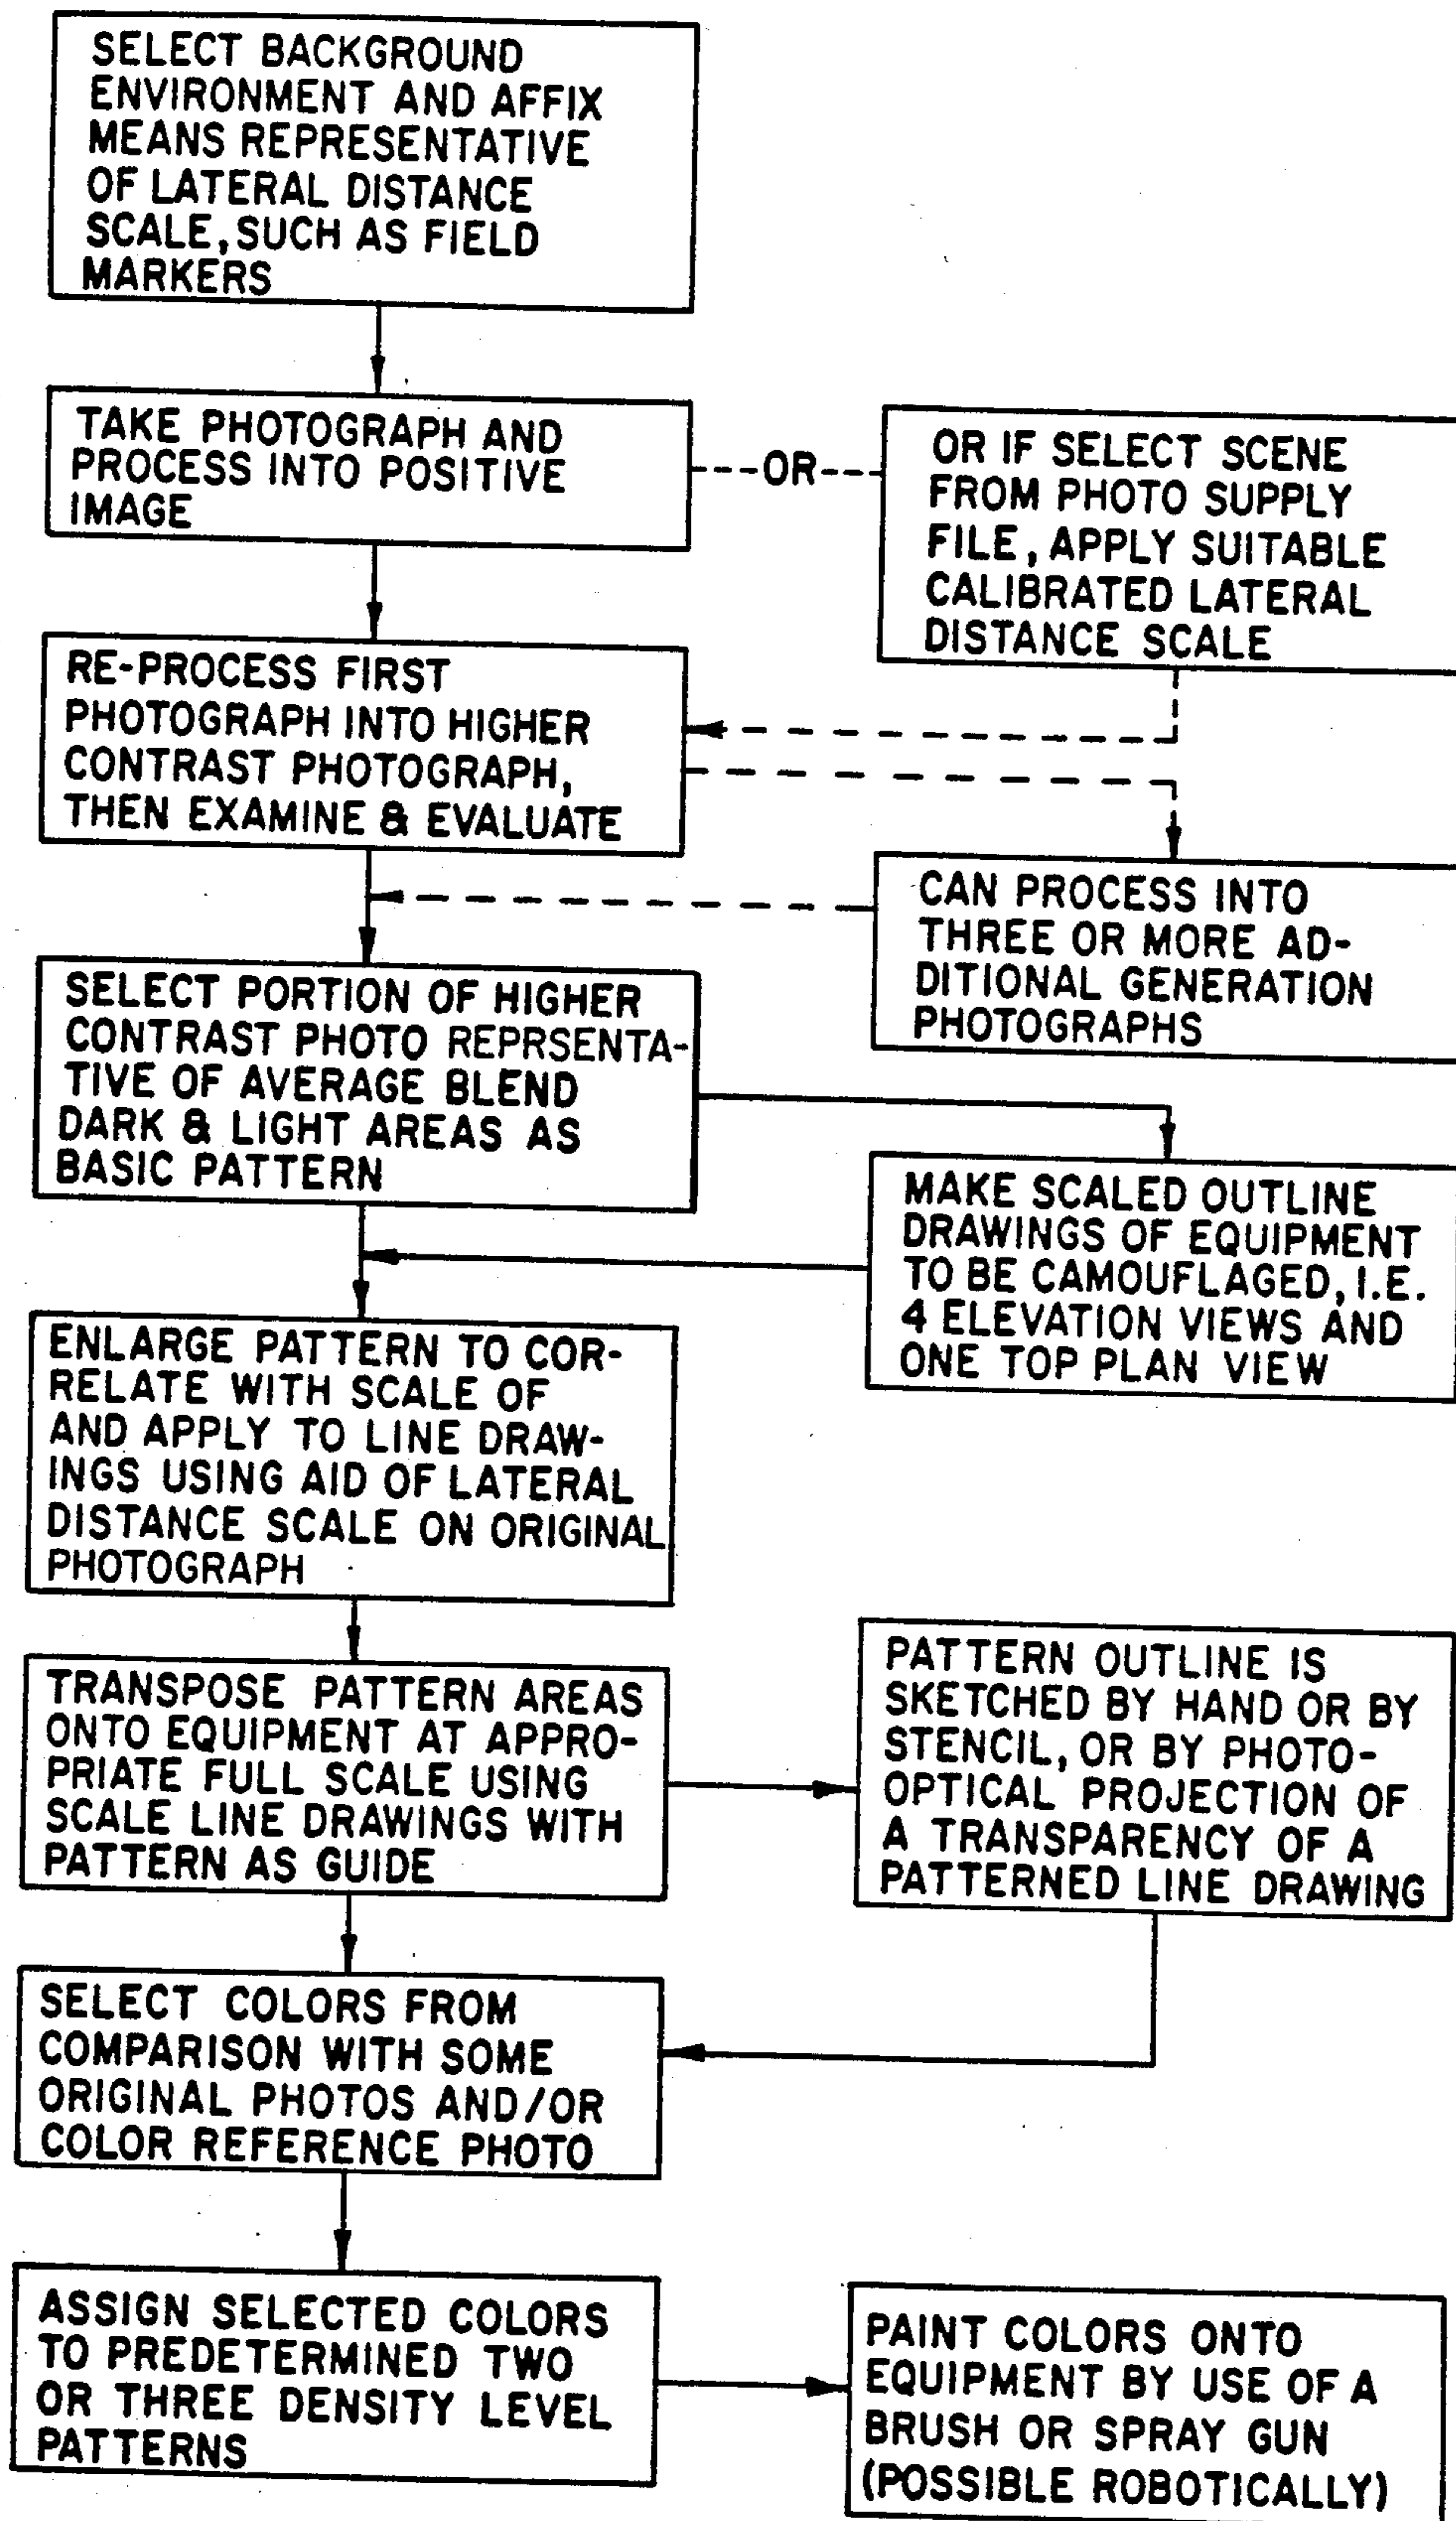 SELECT BACKGROUND
ENVIRONMENT AND AFFIX
MEANS REPRESENTATIVE
OF LATERAL DISTANCE
SCALE, SUCH AS FIELD
MARKERS
TAKE PHOTOGRAPH AND
PROCESS INTO POSITIVE
IMAGE
OR
OR IF SELECT SCENE
FROM PHOTO SUPPLY
FILE, APPLY SUITABLE
CALIBRATED LATERAL
DISTANCE SCALE
RE-PROCESS FIRST
PHOTOGRAPH INTO HIGHER
CONTRAST PHOTOGRAPH,
THEN EXAMINE & EVALUATE
CAN PROCESS INTO
THREE OR MORE AD-
DITIONAL GENERATION
PHOTOGRAPHS
SELECT PORTION OF HIGHER
CONTRAST PHOTO REPRSENTA-
TIVE OF AVERAGE BLEND
DARK & LIGHT AREAS AS
BASIC PATTERN
MAKE SCALED OUTLINE
DRAWINGS OF EQUIPMENT
TO BE CAMOUFLAGED, I.E.
4 ELEVATION VIEWS AND
ONE TOP PLAN VIEW
ENLARGE PATTERN TO COR-
RELATE WITH SCALE OF
AND APPLY TO LINE DRAW-
INGS USING AID OF LATERAL
DISTANCE SCALE ON ORIGINAL
PHOTOGRAPH
TRANSPOSE PATTERN AREAS
ONTO EQUIPMENT AT APPRO-
PRIATE FULL SCALE USING
SCALE LINE DRAWINGS WITH
PATTERN AS GUIDE
PATTERN OUTLINE IS
SKETCHED BY HAND OR BY
STENCIL, OR BY PHOTO-
OPTICAL PROJECTION OF
A TRANSPARENCY OF A
PATTERNED LINE DRAWING
SELECT COLORS FROM
COMPARISON WITH SOME
ORIGINAL PHOTOS AND/OR
COLOR REFERENCE PHOTO
ASSIGN SELECTED COLORS
TO PREDETERMINED TWO
OR THREE DENSITY LEVEL
PATTERNS
PAINT COLORS ONTO
EQUIPMENT BY USE OF A
BRUSH OR SPRAY GUN
(POSSIBLE ROBOTICALLY)